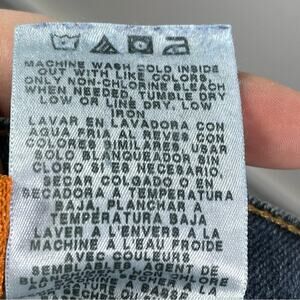 MACHINE WASH COLD INSIDE
OUT WITH LIKE COLORS.
ONLY NON-CHLORINE BLEACH
WHEN NEEDED. TUMBLE DRY
LOW OR LINE DRY. LOW
IRON
LAVAR EN LAVADORA CON
AGUA FRIA AL REVES CON
COLORES SIMILARES. USAR
SOLO BLANQUEADOR SIN
CLORO SI ES NECESARIO.
SECAR COLGADO O EN
SECADORA A TEMPERATURA
BAJA. PLANCHAR A
TEMPERATURA BAJA
LAVER A L'ENVERS A LA
MACHINE A L'EAU FROIDE
AVEC COULEURS
SEMBLABLES. AGENT DE